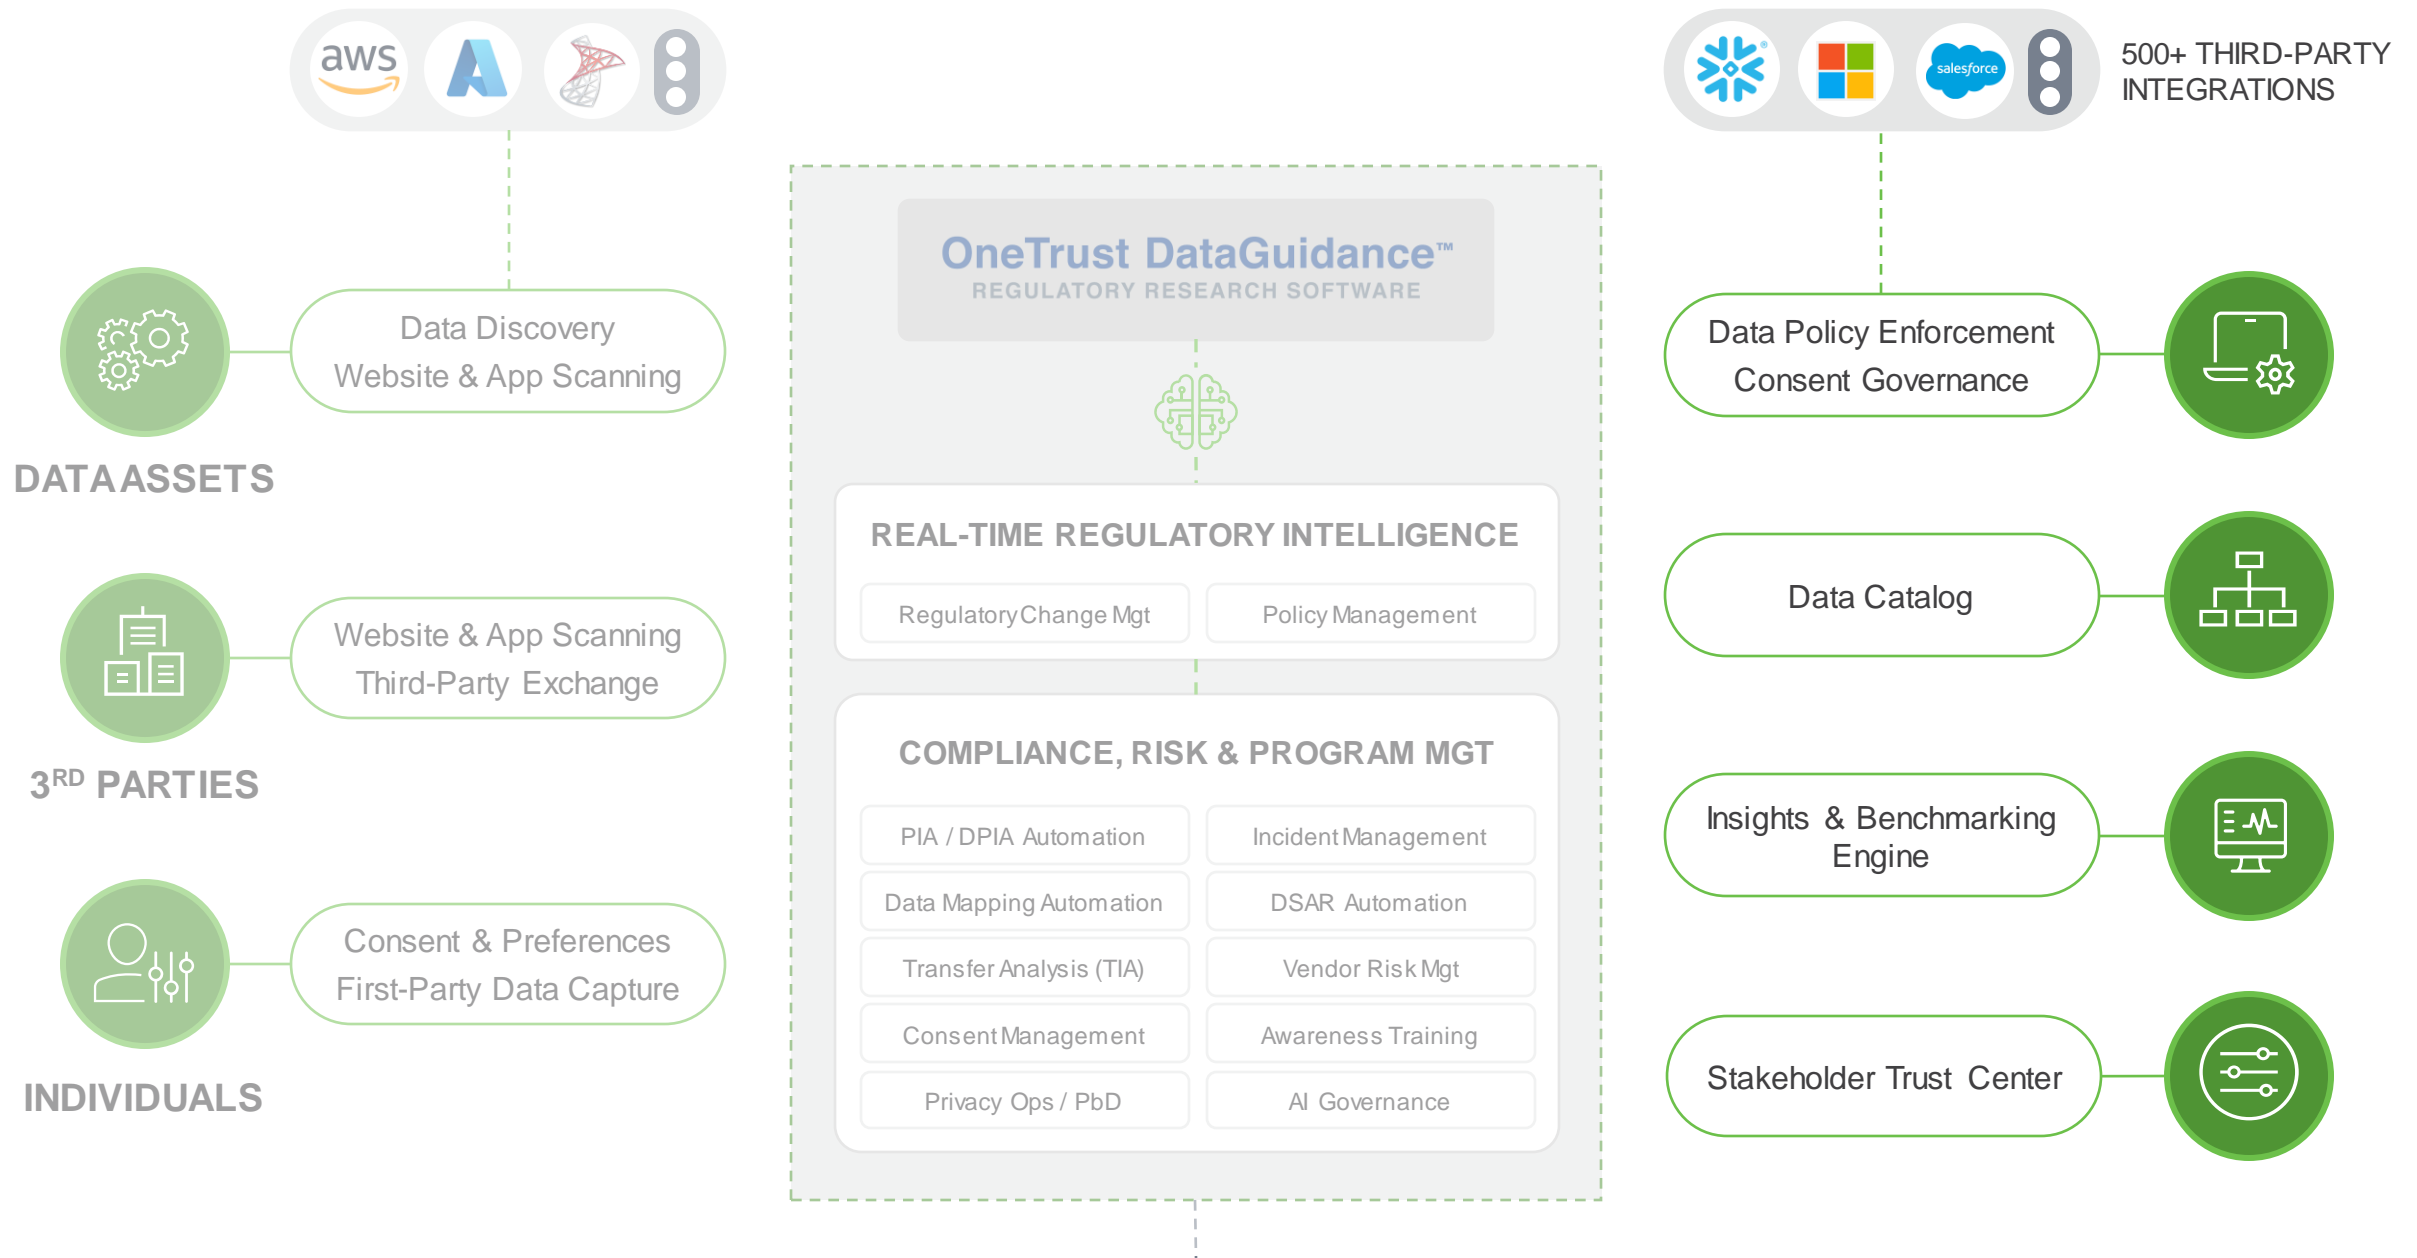 aws
salesforce
500+ THIRD-PARTY
INTEGRATIONS
Data Discovery
Website & App Scanning
DATA ASSETS
Website & App Scanning
Third-Party Exchange
3RD PARTIES
Consent & Preferences
First-Party Data Capture
INDIVIDUALS
OneTrust DataGuidance™
REGULATORY RESEARCH SOFTWARE
REAL-TIME REGULATORY INTELLIGENCE
Regulatory Change Mgt
Policy Management
COMPLIANCE, RISK & PROGRAM MGT
PIA / DPIA Automation
Incident Management
Data Mapping Automation
DSAR Automation
Transfer Analysis (TIA)
Vendor Risk Mgt
Consent Management
Awareness Training
Privacy Ops / PbD
AI Governance
Data Policy Enforcement
Consent Governance
Data Catalog
Insights & Benchmarking
Engine
Stakeholder Trust Center